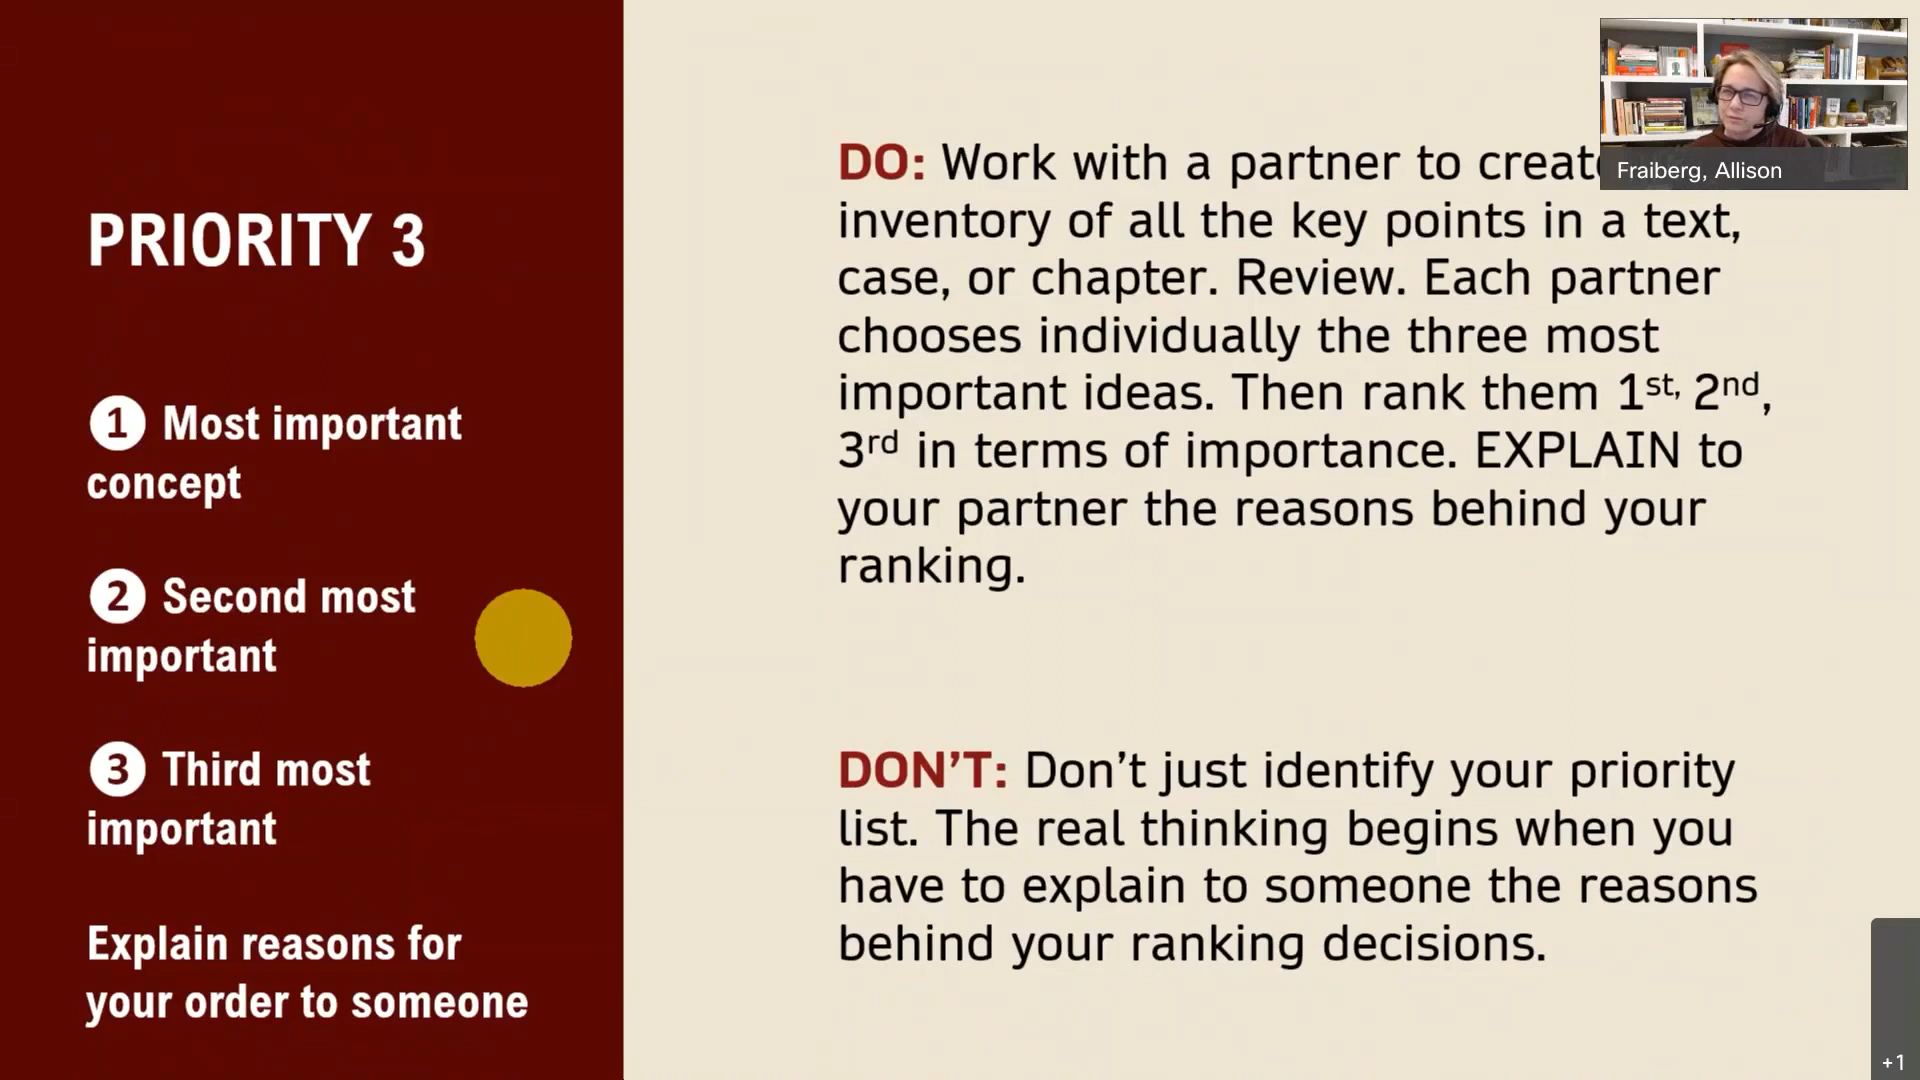 PRIORITY 3
1 Most important
concept
2 Second most
important
3 Third most
important
Explain reasons for
your order to someone
DO: Work with a partner to
inventory of all the key points in a text,
case, or chapter. Review. Each partner
chooses individually the three most
important ideas. Then rank them 1st, 2nd,
3rd in terms of importance. EXPLAIN to
your partner the reasons behind your
ranking.
DON’T: Don’t just identify your priority
list. The real thinking begins when you
have to explain to someone the reasons
behind your ranking decisions.
Fraiberg, Allison
+1